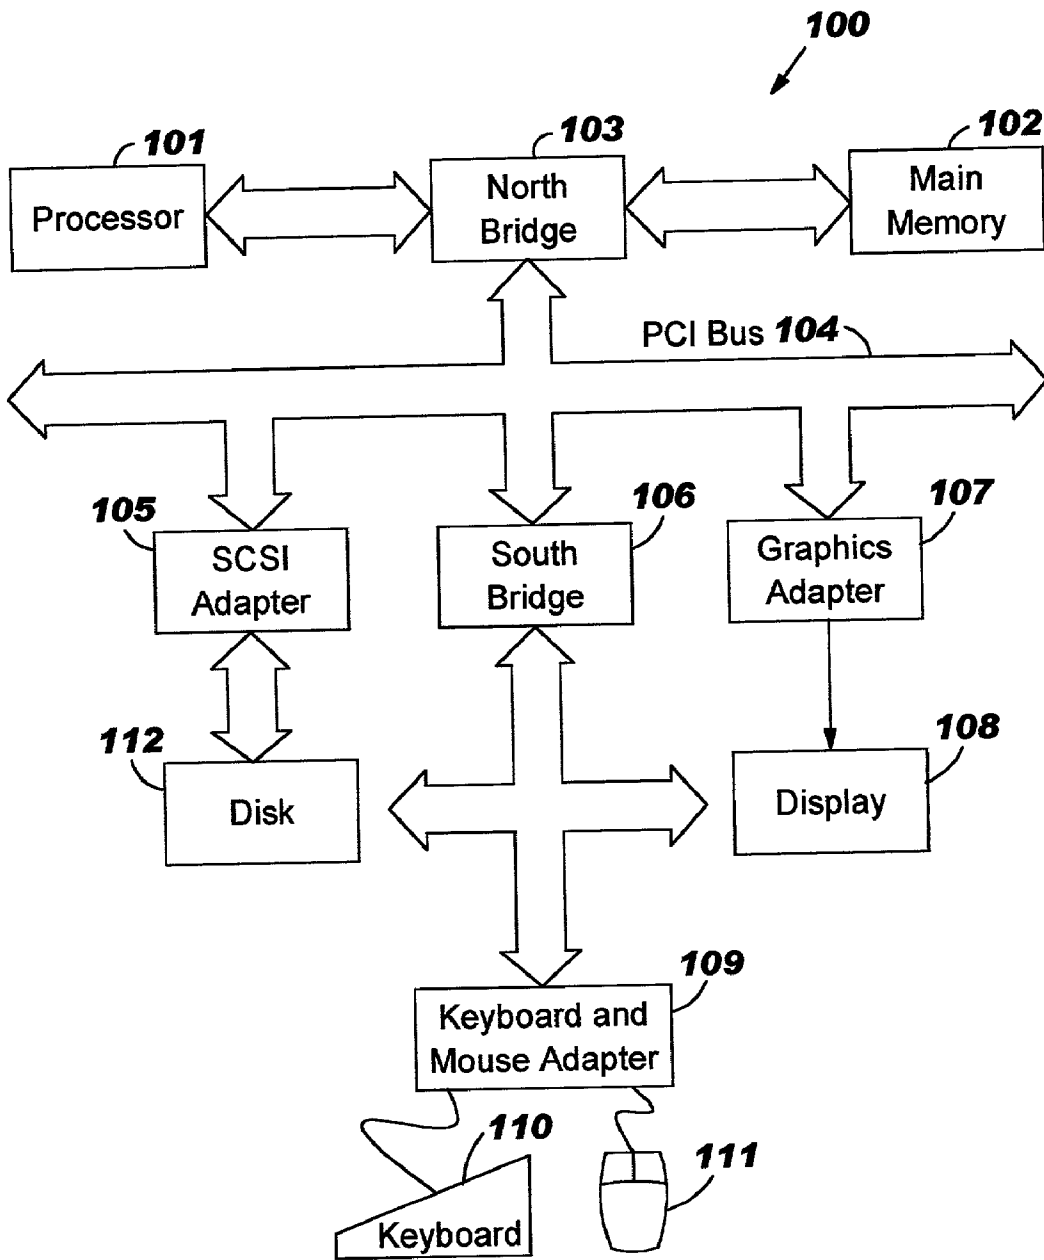 100
101
103
102
Processor
North
Bridge
Main
Memory
PCI Bus 104
105
106
107
SCSI
Adapter
South
Bridge
Graphics
Adapter
112
108
Disk
Display
109
Keyboard and
Mouse Adapter
110
111
Keyboard